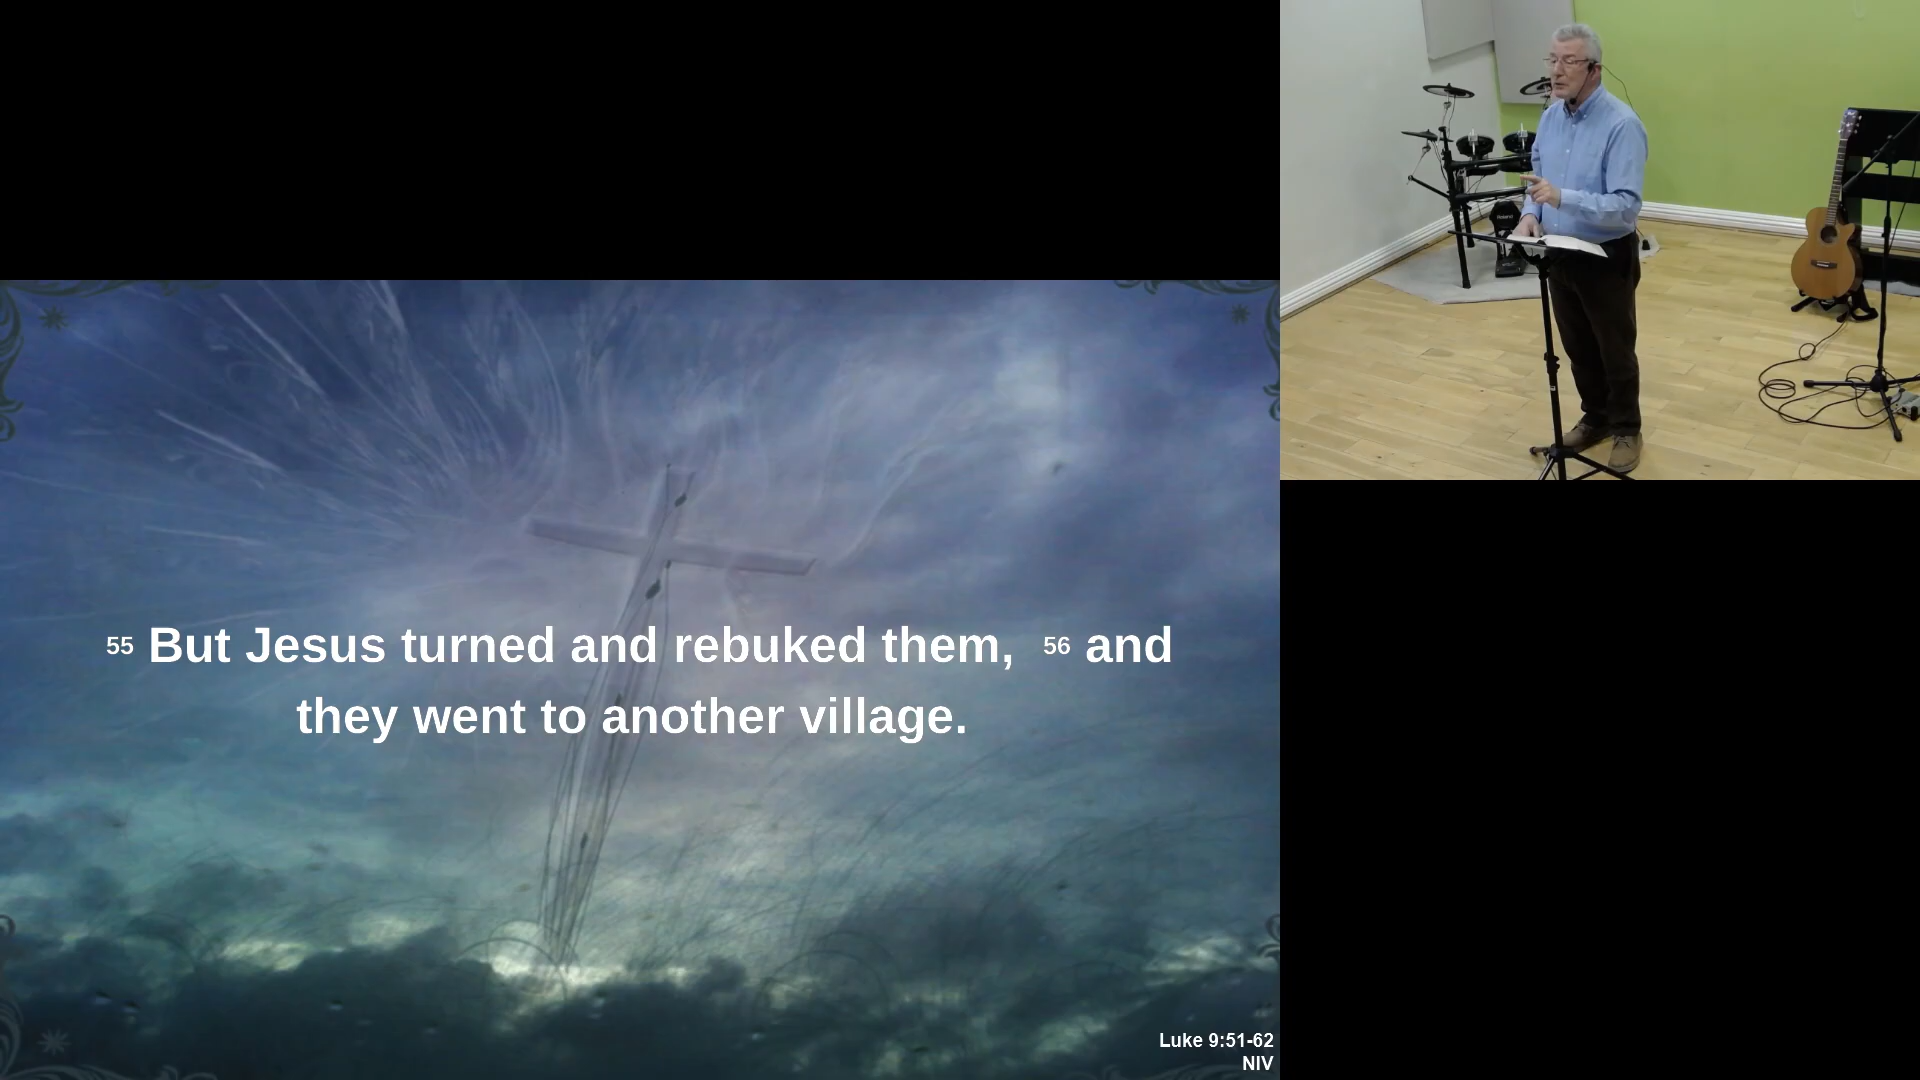 55 But Jesus turned and rebuked them, 56 and
they went to another village.
Luke 9:51-62
NIV
Roland